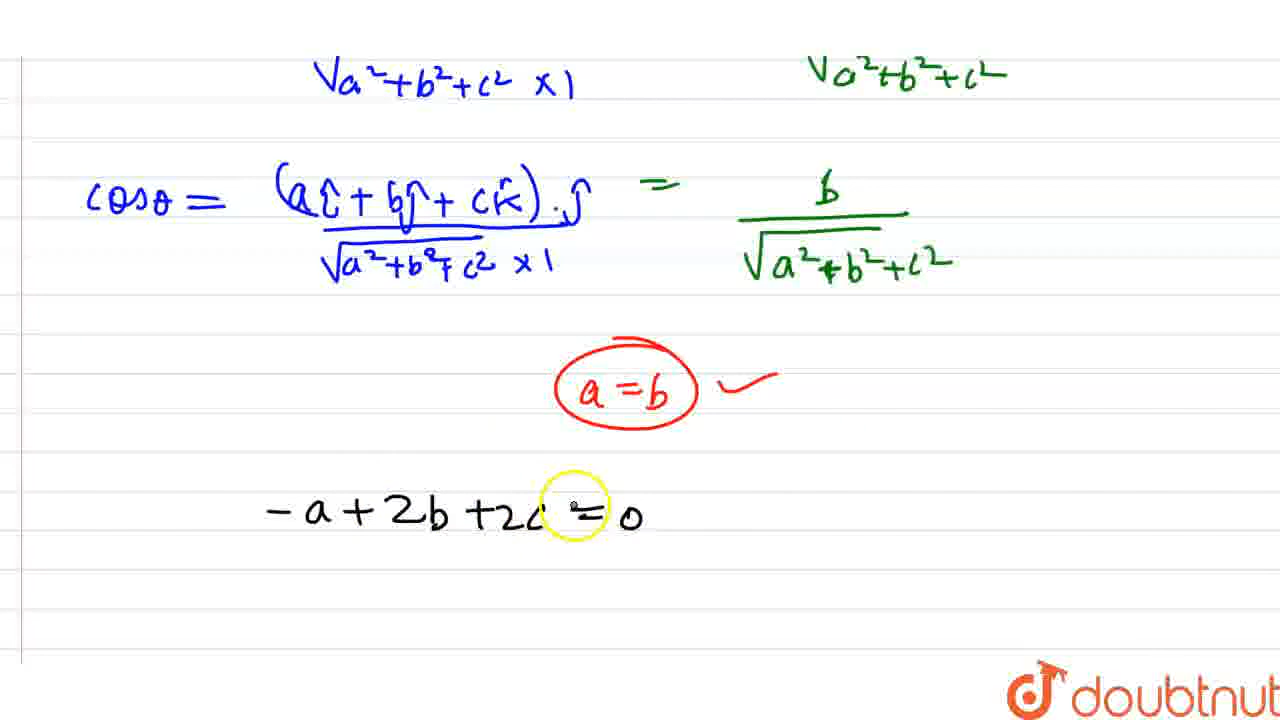 √a²+b²+c² × 1 √a²+b²+c²
cosθ = (aî + bĵ + ck̂) . ĵ = b
√a²+b²+c² × 1 √a²+b²+c²
a = b ✓
- a + 2b + 2c = 0
doubtnut